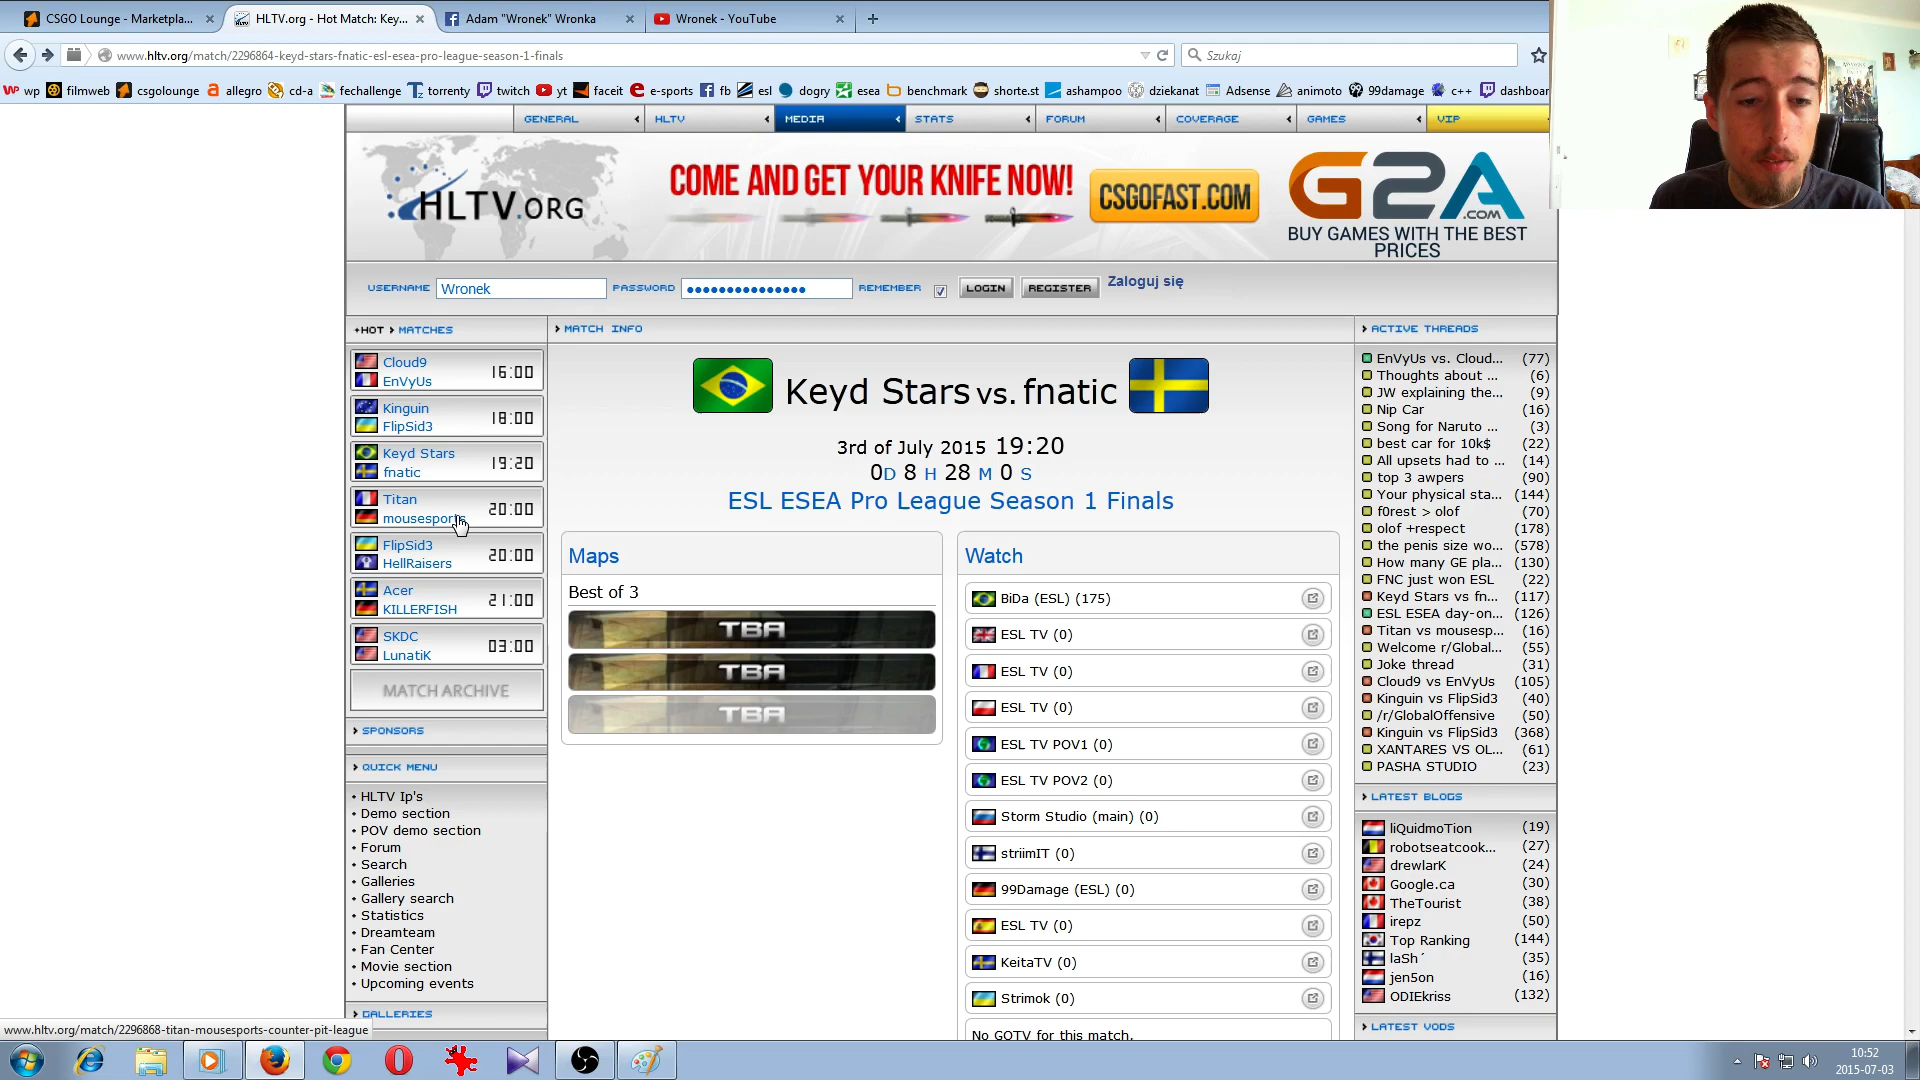 CSGO Lounge - Marketpla...
HLTV.org - Hot Match: Key...
Adam "Wronek" Wronka
Wronek - YouTube
www.hltv.org/match/2296864-keyd-stars-fnatic-esl-esea-pro-league-season-1-finals
Szukaj
wp filmweb csgolounge allegro cd-a fechallenge torrenty twitch yt faceit e-sports fb esl dogry esea benchmark shorte.st ashampoo dziekanat Adsense animoto 99damage c++ dashboar
GENERAL HLTV MEDIA STATS FORUM COVERAGE GAMES VIP
HLTV.ORG
COME AND GET YOUR KNIFE NOW!
CSGOFAST.COM
G2A
.COM
BUY GAMES WITH THE BEST
PRICES
USERNAME Wronek PASSWORD REMEMBER LOGIN REGISTER Zaloguj się
+HOT MATCHES
Cloud9
EnVyUs
16:00
Kinguin
FlipSid3
18:00
Keyd Stars
fnatic
19:20
Titan
mousesports
20:00
FlipSid3
HellRaisers
20:00
Acer
KILLERFISH
21:00
SKDC
LunatiK
03:00
MATCH ARCHIVE
SPONSORS
QUICK MENU
HLTV Ip's
Demo section
POV demo section
Forum
Search
Galleries
Gallery search
Statistics
Dreamteam
Fan Center
Movie section
Upcoming events
GALLERIES
MATCH INFO
Keyd Stars vs. fnatic
3rd of July 2015 19:20
0D 8 H 28 M 0 S
ESL ESEA Pro League Season 1 Finals
Maps
Best of 3
TBA
TBA
TBA
Watch
BiDa (ESL) (175)
ESL TV (0)
ESL TV (0)
ESL TV (0)
ESL TV POV1 (0)
ESL TV POV2 (0)
Storm Studio (main) (0)
striimIT (0)
99Damage (ESL) (0)
ESL TV (0)
KeitaTV (0)
Strimok (0)
No GOTV for this match.
ACTIVE THREADS
EnVyUs vs. Cloud... (77)
Thoughts about ... (6)
JW explaining the... (9)
Nip Car (16)
Song for Naruto ... (3)
best car for 10k$ (22)
All upsets had to ... (14)
top 3 awpers (90)
Your physical sta... (144)
f0rest > olof (70)
olof +respect (178)
the penis size wo... (578)
How many GE pla... (130)
FNC just won ESL (22)
Keyd Stars vs fn... (117)
ESL ESEA day-on... (126)
Titan vs mousesp... (16)
Welcome r/Global... (55)
Joke thread (31)
Cloud9 vs EnVyUs (105)
Kinguin vs FlipSid3 (40)
/r/GlobalOffensive (50)
Kinguin vs FlipSid3 (368)
XANTARES VS OL... (61)
PASHA STUDIO (23)
LATEST BLOGS
liQuidmoTion (19)
robotseatcook... (27)
drewlarK (24)
Google.ca (30)
TheTourist (38)
irepz (50)
Top Ranking (144)
laSh´ (35)
jen5on (16)
ODIEkriss (132)
LATEST VODS
www.hltv.org/match/2296868-titan-mousesports-counter-pit-league
10:52
2015-07-03